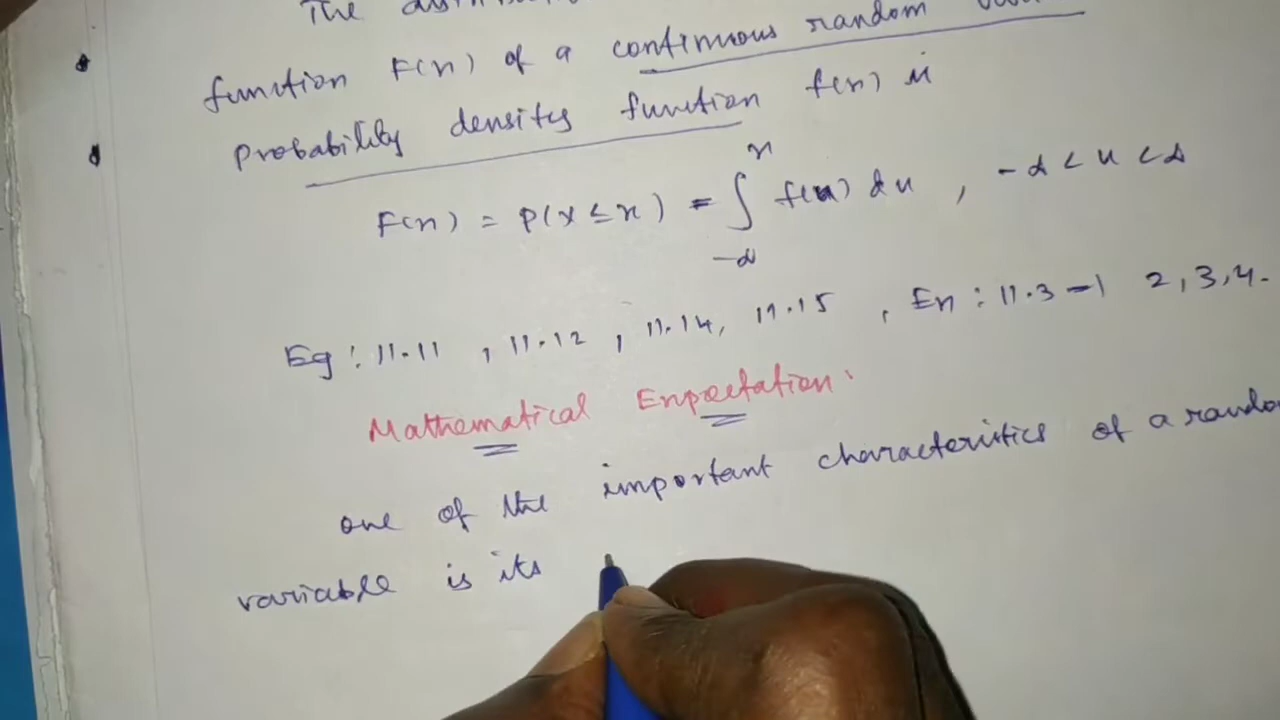 The
function F(x) of a continuous random
probability density function f(x) is
F(x) = P(X ≤ x) = ∫_{-∞}^{x} f(u) du , -∞ < u < ∞
Eg : 11.11 , 11.12 , 11.14, 11.15 , Ex : 11.3 – 1 2, 3, 4.
Mathematical Expectation.
one of the important characteristics of a rando
variable is its